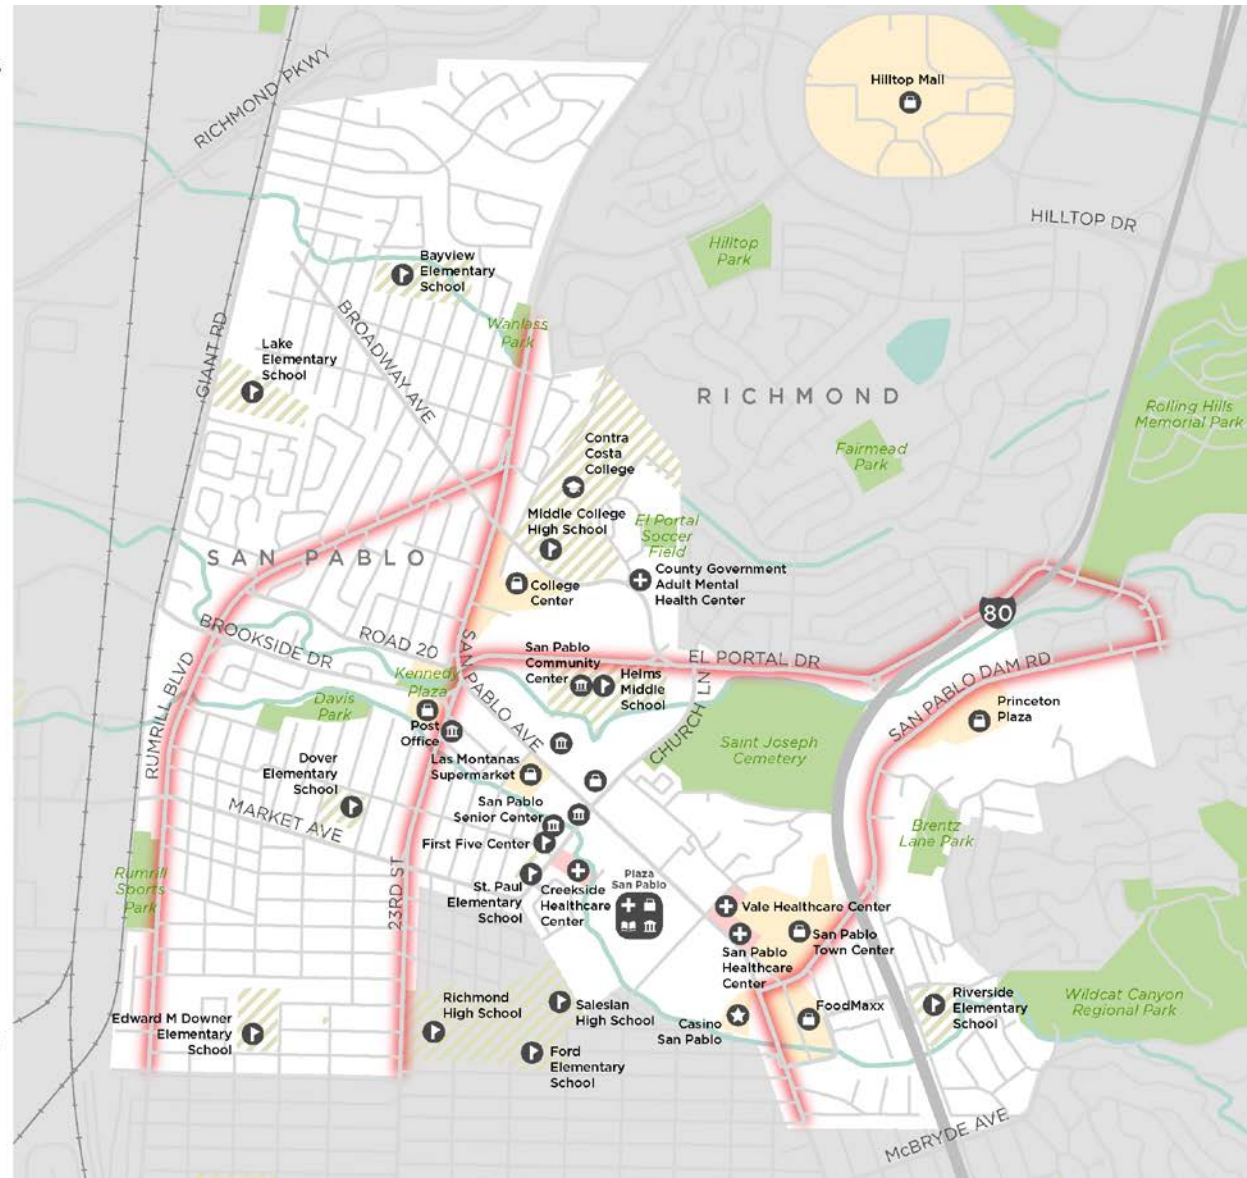 RICHMOND PKWY
Hilltop Mall
HILLTOP DR
Hilltop
Park
Bayview
Elementary
School
BROADWAY AVE
Wanlass
Park
GIANT RD
Lake
Elementary
School
RICHMOND
Rolling Hills
Memorial Park
Contra
Costa
College
Fairmead
Park
Middle College
High School
El Portal
Soccer
Field
SAN PABLO
College
Center
County Government
Adult Mental
Health Center
80
BROOKSIDE DR
ROAD 20
SAN PABLO AVE
San Pablo
Community
Center
Helms
Middle
School
EL PORTAL DR
SAN PABLO DAM RD
RUMRILL BLVD
Kennedy
Plaza
Davis
Park
Post
Office
CHURCH LN
Princeton
Plaza
Saint Joseph
Cemetery
Dover
Elementary
School
Las Montanas
Supermarket
MARKET AVE
San Pablo
Senior Center
First Five Center
Brentz
Lane Park
Rumrill
Sports
Park
23RD ST
St. Paul
Elementary
School
Creekside
Healthcare
Center
Plaza
San Pablo
Vale Healthcare Center
San Pablo
Town Center
San Pablo
Healthcare
Center
Edward M Downer
Elementary
School
Richmond
High School
Salesian
High School
Ford
Elementary
School
Casino
San Pablo
FoodMaxx
Riverside
Elementary
School
Wildcat Canyon
Regional Park
McBRYDE AVE